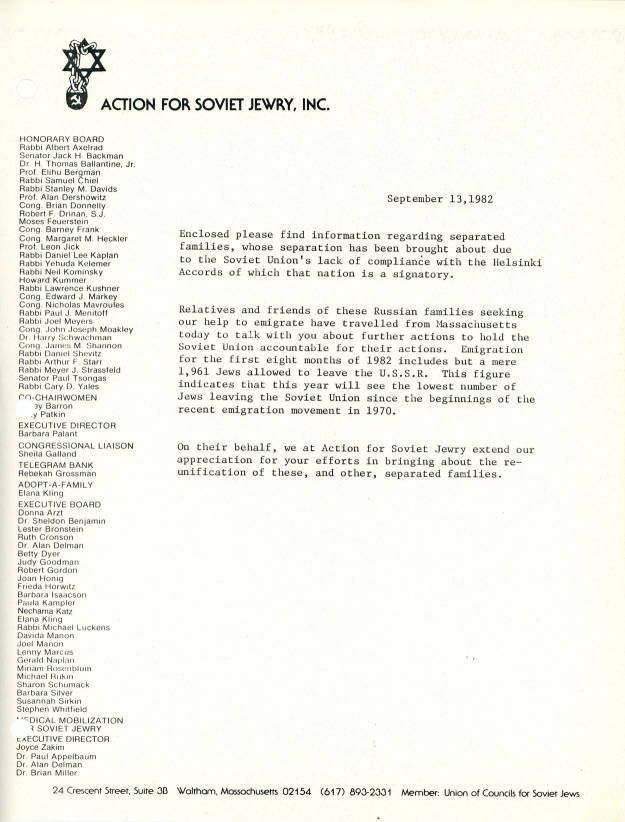 ACTION FOR SOVIET JEWRY, INC.
HONORARY BOARD
Rabbi Albert Axelrad
Senator Jack H. Backman
Dr. H. Thomas Ballantine, Jr.
Prof. Elihu Bergman
Rabbi Samuel Chiel
Rabbi Stanley M. Davids
Prof. Alan Dershowitz
Cong. Brian Donnelly
Robert F. Drinan, S.J.
Moses Feuerstein
Cong. Barney Frank
Cong. Margaret M. Heckler
Prof. Leon Jick
Rabbi Daniel Lee Kaplan
Rabbi Yehuda Kelemer
Rabbi Neil Kominsky
Howard Kummer
Rabbi Lawrence Kushner
Cong. Edward J. Markey
Cong. Nicholas Mavroules
Rabbi Paul J. Menitoff
Rabbi Joel Meyers
Cong. John Joseph Moakley
Dr. Harry Schwachman
Cong. James M. Shannon
Rabbi Daniel Shevitz
Rabbi Arthur F. Starr
Rabbi Meyer J. Strassfeld
Senator Paul Tsongas
Rabbi Cary D. Yales
CO-CHAIRWOMEN
ey Barron
y Patkin
EXECUTIVE DIRECTOR
Barbara Palant
CONGRESSIONAL LIAISON
Sheila Galland
TELEGRAM BANK
Rebekah Grossman
ADOPT-A-FAMILY
Elana Kling
EXECUTIVE BOARD
Donna Arzt
Dr. Sheldon Benjamin
Lester Bronstein
Ruth Cronson
Dr. Alan Delman
Betty Dyer
Judy Goodman
Robert Gordon
Joan Honig
Frieda Horwitz
Barbara Isaacson
Paula Kampler
Nechama Katz
Elana Kling
Rabbi Michael Luckens
Davida Manon
Joel Manon
Lenny Marcus
Gerald Naplan
Miriam Rosenblum
Michael Rukin
Sharon Schumack
Barbara Silver
Susannah Sirkin
Stephen Whitfield
MEDICAL MOBILIZATION
R SOVIET JEWRY
EXECUTIVE DIRECTOR
Joyce Zakim
Dr. Paul Appelbaum
Dr. Alan Delman
Dr. Brian Miller
September 13,1982
Enclosed please find information regarding separated
families, whose separation has been brought about due
to the Soviet Union's lack of compliance with the Helsinki
Accords of which that nation is a signatory.
Relatives and friends of these Russian families seeking
our help to emigrate have travelled from Massachusetts
today to talk with you about further actions to hold the
Soviet Union accountable for their actions. Emigration
for the first eight months of 1982 includes but a mere
1,961 Jews allowed to leave the U.S.S.R. This figure
indicates that this year will see the lowest number of
Jews leaving the Soviet Union since the beginnings of the
recent emigration movement in 1970.
On their behalf, we at Action for Soviet Jewry extend our
appreciation for your efforts in bringing about the re-
unification of these, and other, separated families.
24 Crescent Street, Suite 3B Waltham, Massachusetts 02154 (617) 893-2331 Member: Union of Councils for Soviet Jews